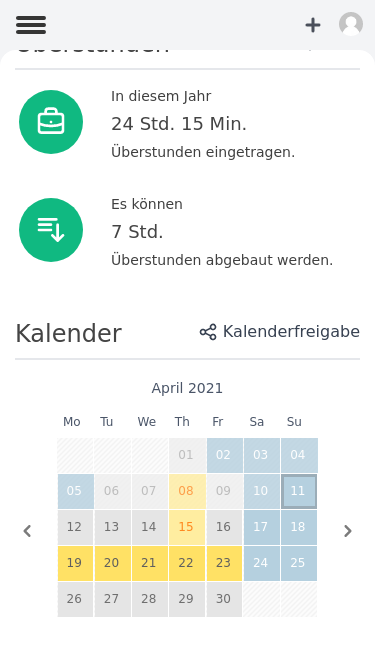 Überstunden
In diesem Jahr
24 Std. 15 Min.
Überstunden eingetragen.
Es können
7 Std.
Überstunden abgebaut werden.
Kalender Kalenderfreigabe
April 2021
Mo Tu We Th Fr Sa Su
01 02 03 04
05 06 07 08 09 10 11
12 13 14 15 16 17 18
19 20 21 22 23 24 25
26 27 28 29 30